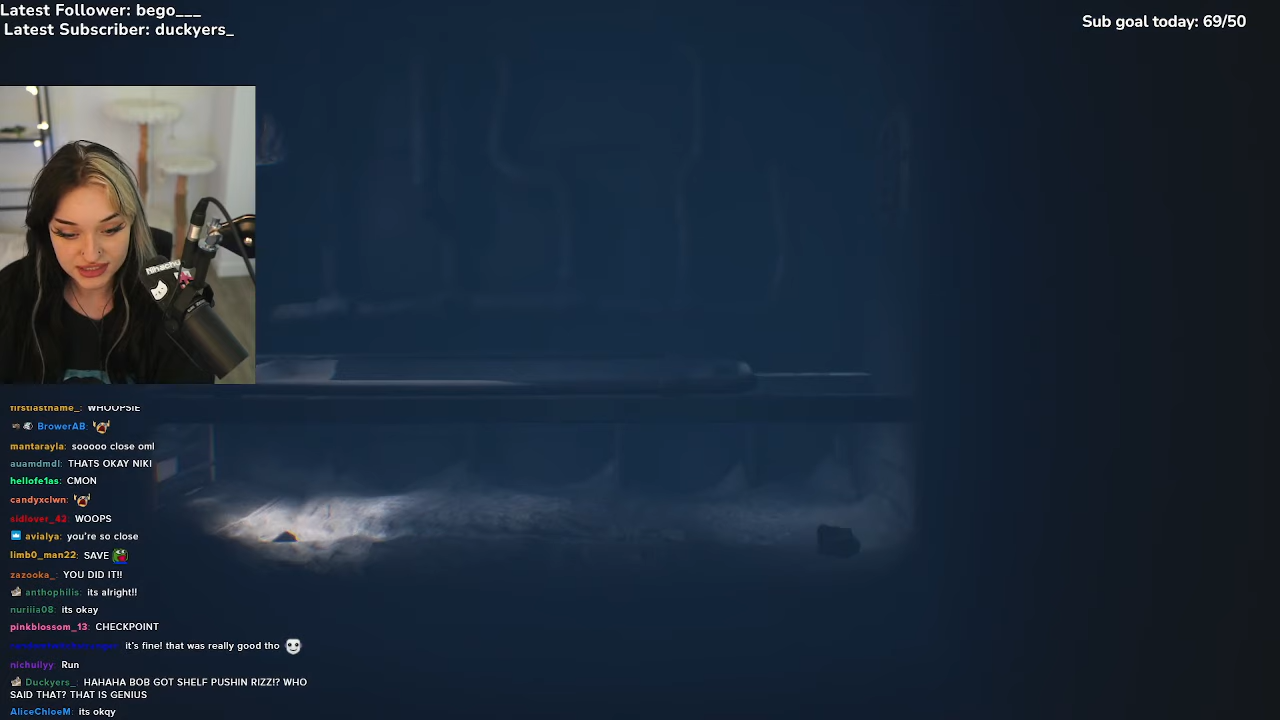 Latest Follower: bego___
Latest Subscriber: duckyers_
Sub goal today: 69/50
Nihachu
firstlastname_: WHOOPSIE
BrowerAB:
mantarayla: sooooo close oml
auamdmdl: THATS OKAY NIKI
hellofe1as: CMON
candyxclwn:
sidlover_42: WOOPS
avialya: you're so close
limb0_man22: SAVE
zazooka_: YOU DID IT!!
anthophilis: its alright!!
nuriiia08: its okay
pinkblossom_13: CHECKPOINT
it's fine! that was really good tho
nichuilyy: Run
Duckyers_: HAHAHA BOB GOT SHELF PUSHIN RIZZ!? WHO
SAID THAT? THAT IS GENIUS
AliceChloeM: its okqy